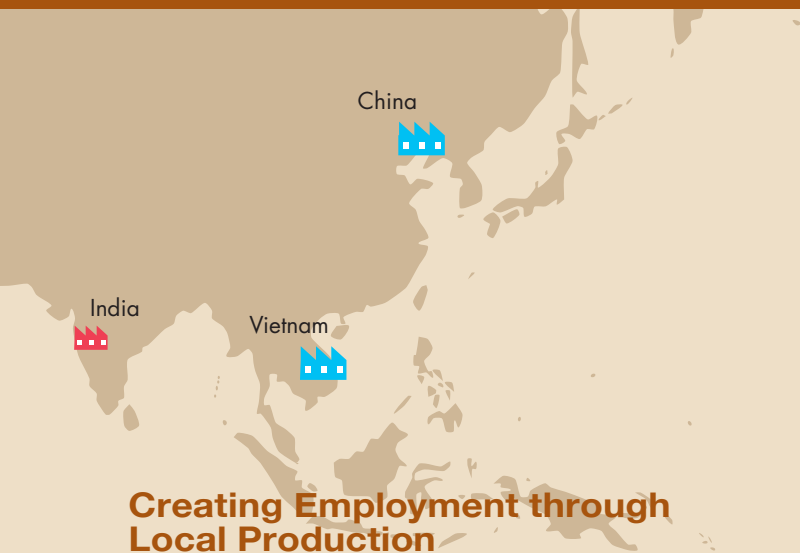 China
India
Vietnam
Creating Employment through
Local Production